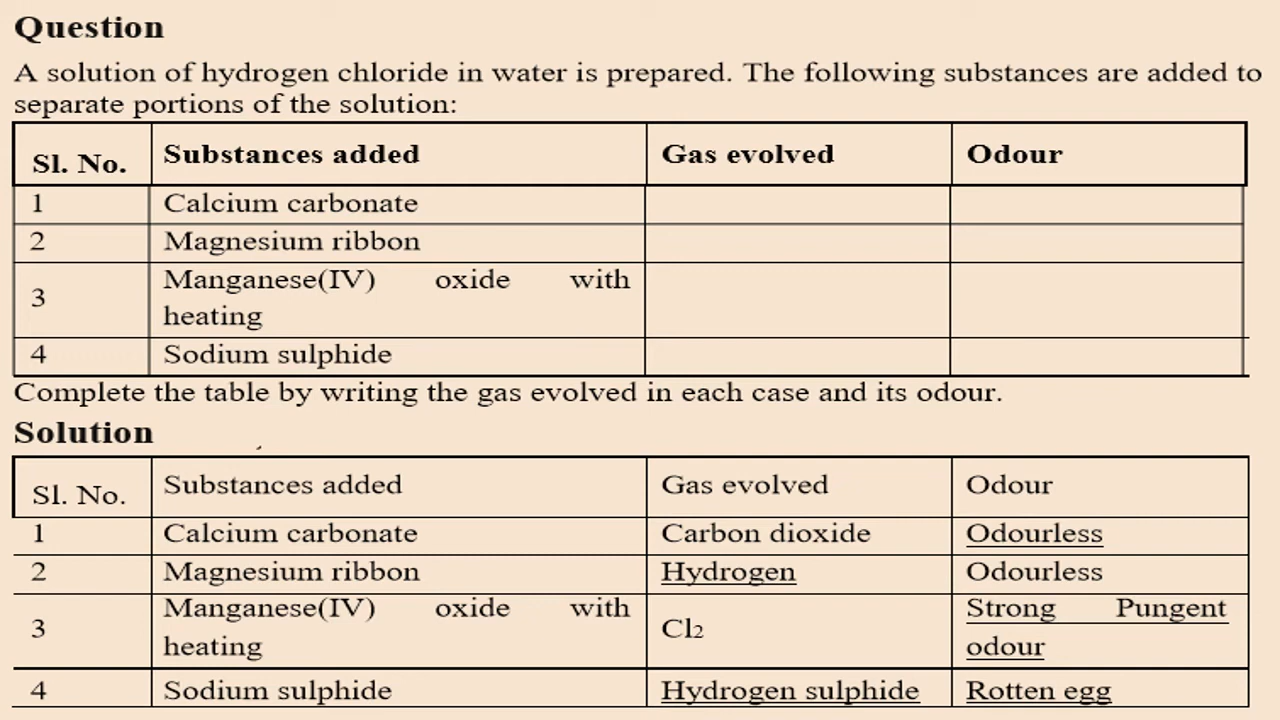 Question
A solution of hydrogen chloride in water is prepared. The following substances are added to
separate portions of the solution:
Sl. No. Substances added Gas evolved Odour
1 Calcium carbonate
2 Magnesium ribbon
3 Manganese(IV) oxide with
heating
4 Sodium sulphide
Complete the table by writing the gas evolved in each case and its odour.
Solution
Sl. No. Substances added Gas evolved Odour
1 Calcium carbonate Carbon dioxide Odourless
2 Magnesium ribbon Hydrogen Odourless
3 Manganese(IV) oxide with Cl2 Strong Pungent
heating odour
4 Sodium sulphide Hydrogen sulphide Rotten egg